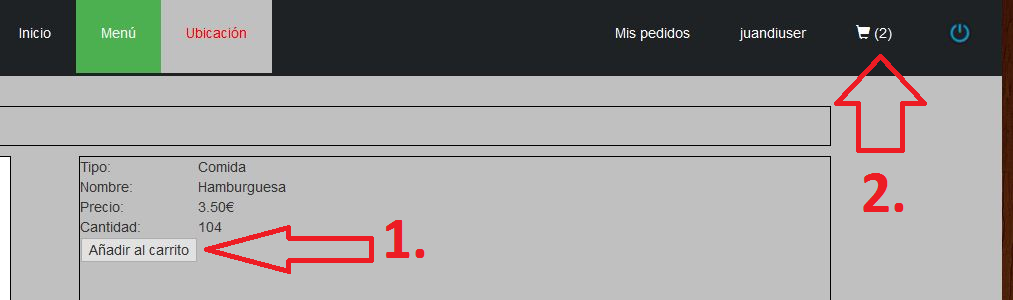 Inicio Menú Ubicación Mis pedidos juandiuser (2)
2.
Tipo: Comida
Nombre: Hamburguesa
Precio: 3.50€
Cantidad: 104
Añadir al carrito 1.